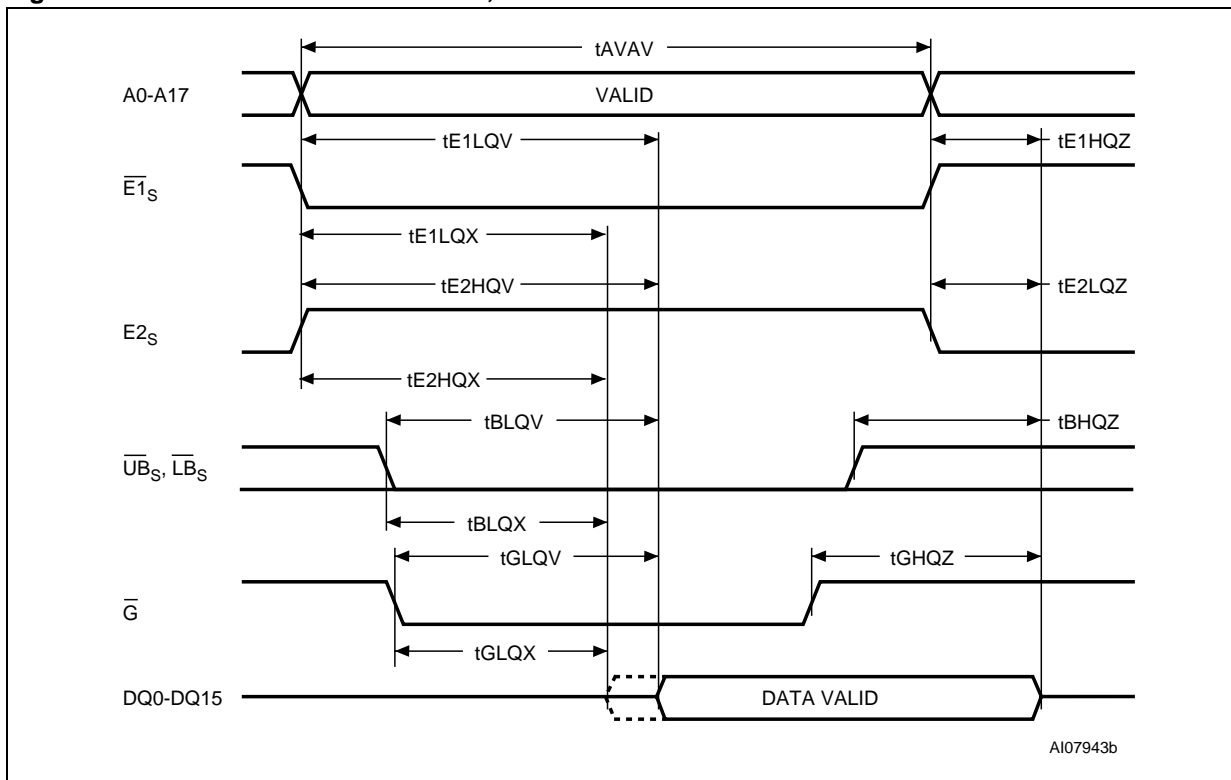 tAVAV
A0-A17
VALID
tE1LQV
tE1HQZ
E1S
tE1LQX
tE2HQV
tE2LQZ
E2S
tE2HQX
tBLQV
tBHQZ
UBS, LBS
tBLQX
tGLQV
tGHQZ
G
tGLQX
DQ0-DQ15
DATA VALID
AI07943b